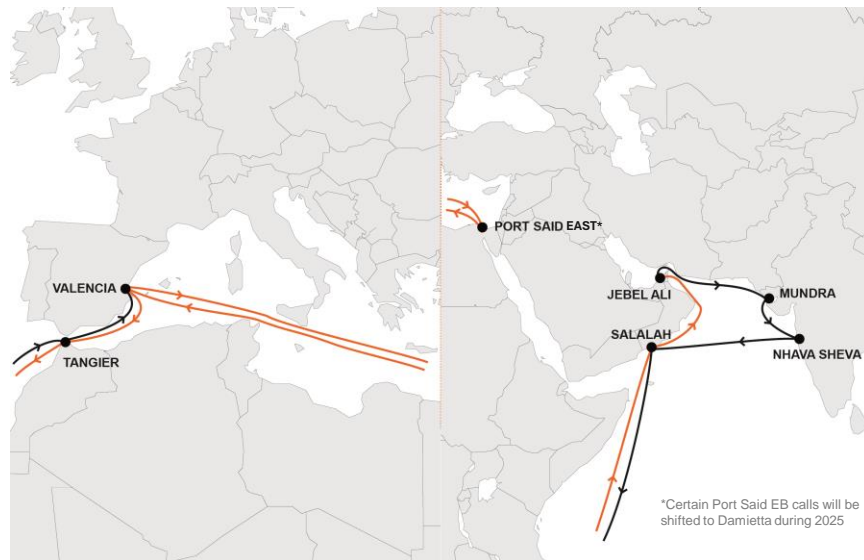 VALENCIA
TANGIER
PORT SAID EAST*
JEBEL ALI
MUNDRA
SALALAH
NHAVA SHEVA
*Certain Port Said EB calls will be
shifted to Damietta during 2025